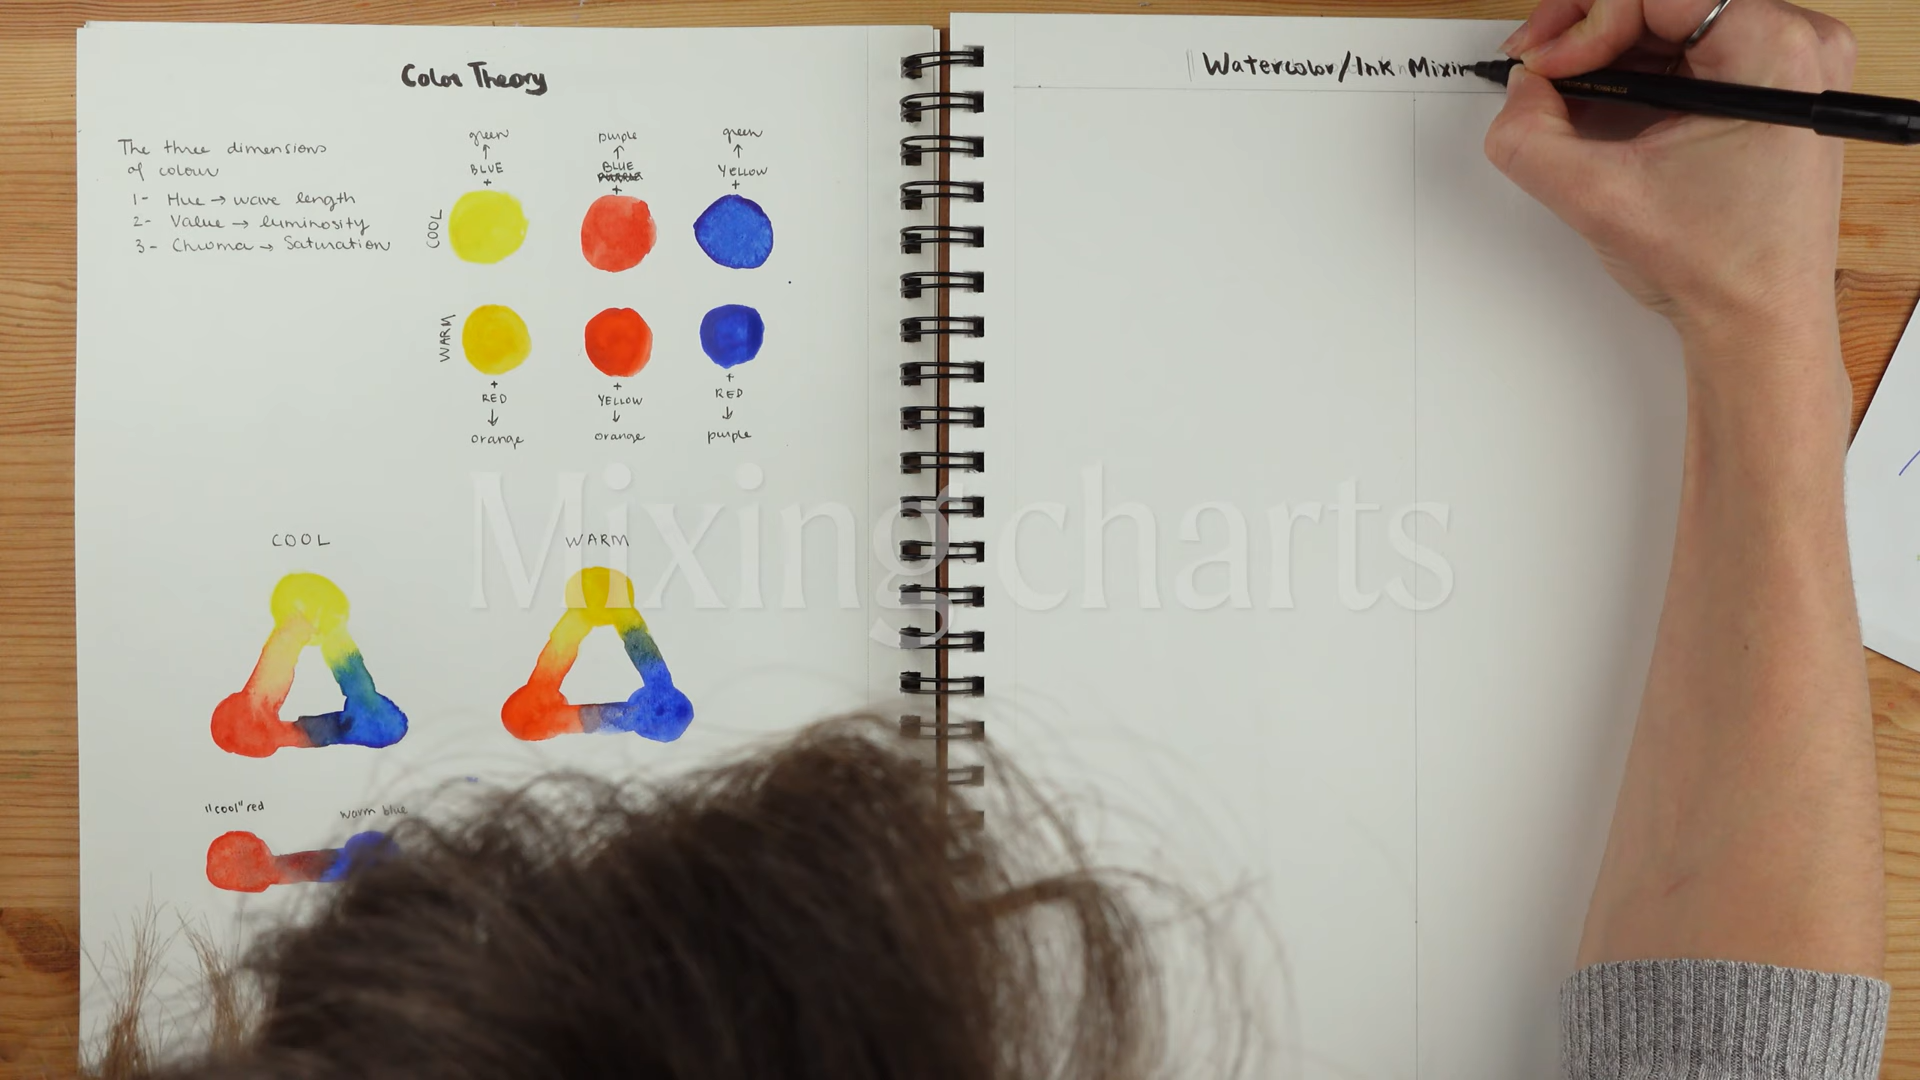 Color Theory
The three dimensions
of colour
1- Hue → wave length
2- Value → luminosity
3- Chroma → Saturation
green purple green
↑ ↑ ↑
BLUE BLUE YELLOW
+ + +
COOL
WARM
+ + +
RED YELLOW RED
↓ ↓ ↓
orange orange purple
COOL WARM
"cool" red warm blue
Watercolor/Ink Mixin
Mixing charts